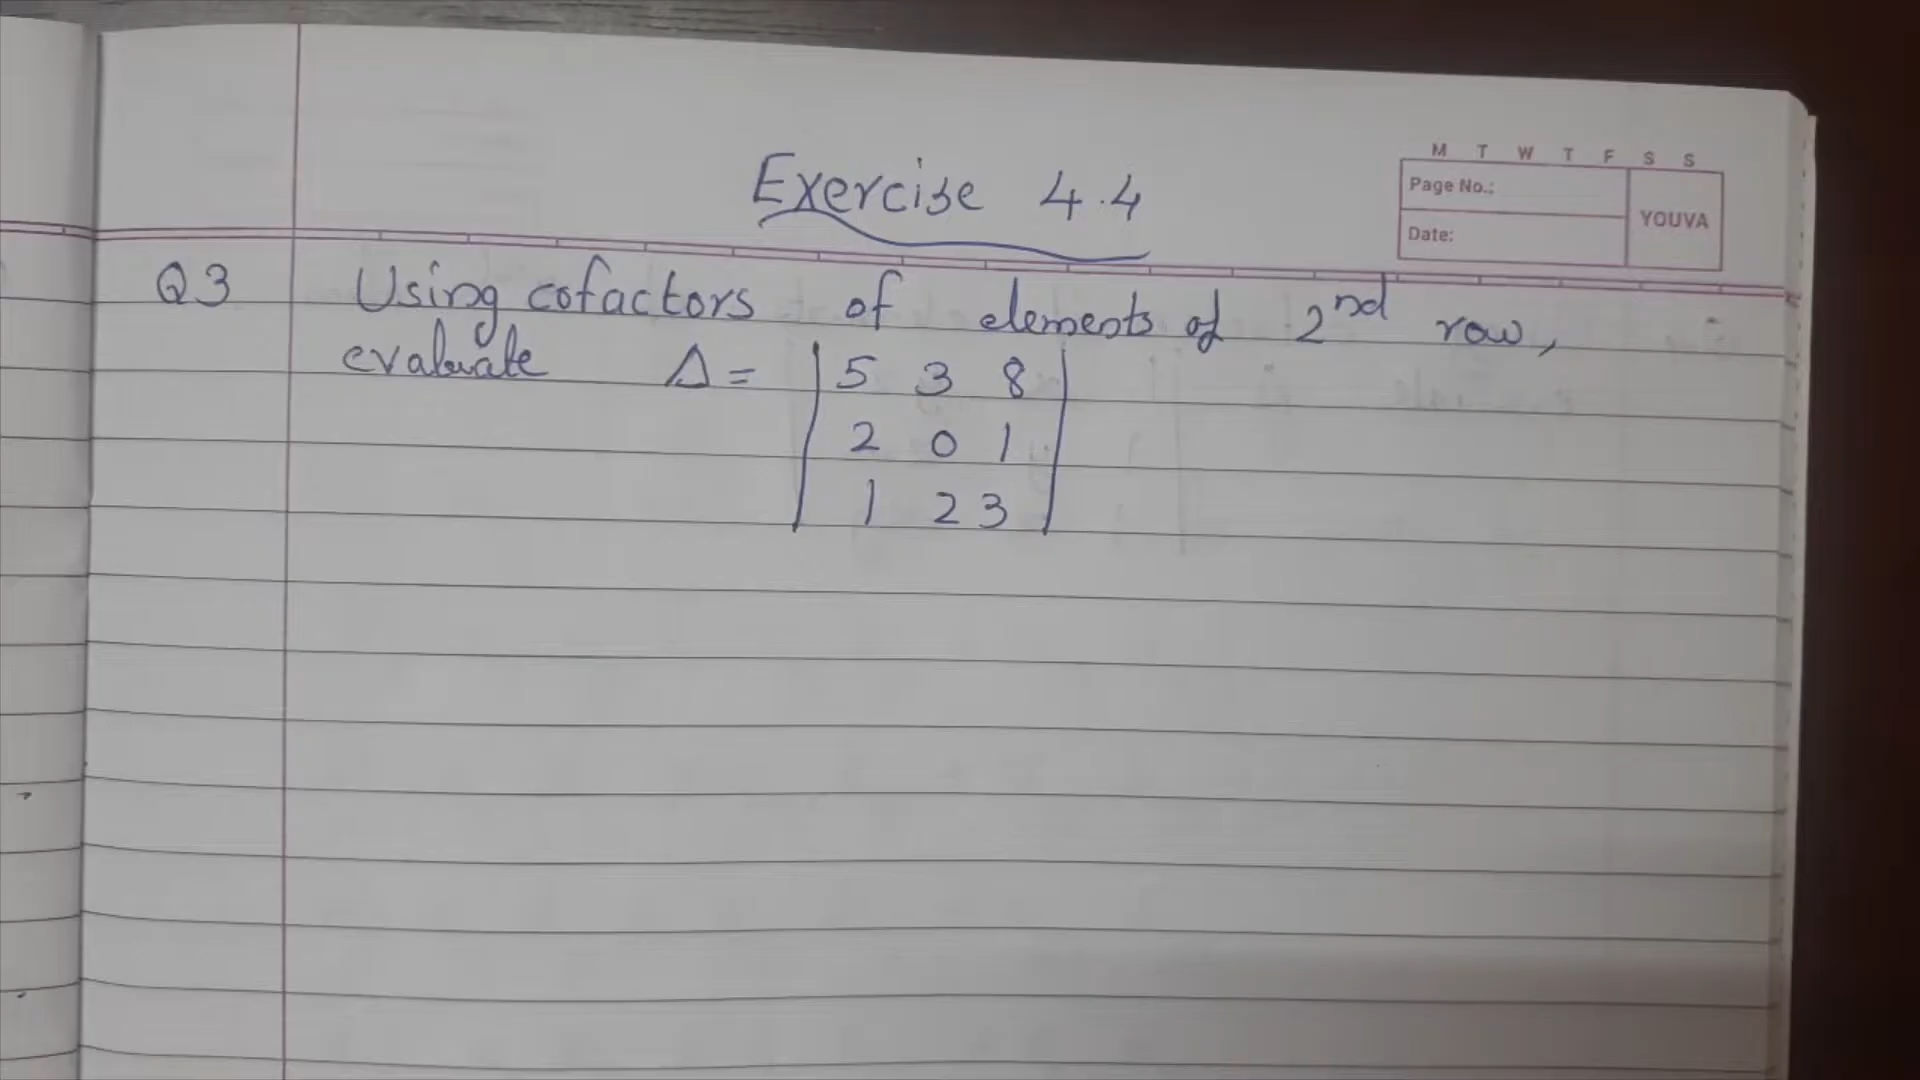 Exercise 4.4
M T W T F S S
Page No.:
YOUVA
Date:
Q3 Using cofactors of elements of 2nd row,
evaluate Δ = | 5 3 8 |
| 2 0 1 |
| 1 2 3 |